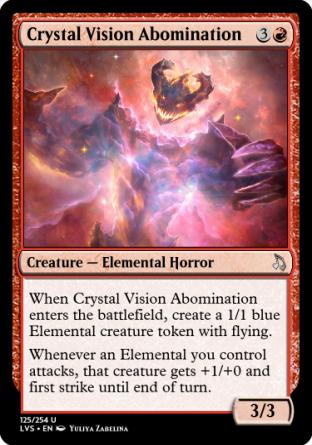 Crystal Vision Abomination 3
Creature — Elemental Horror
When Crystal Vision Abomination
enters the battlefield, create a 1/1 blue
Elemental creature token with flying.
Whenever an Elemental you control
attacks, that creature gets +1/+0 and
first strike until end of turn.
3/3
125/254 U
LVS • EN Yuliya Zabelina